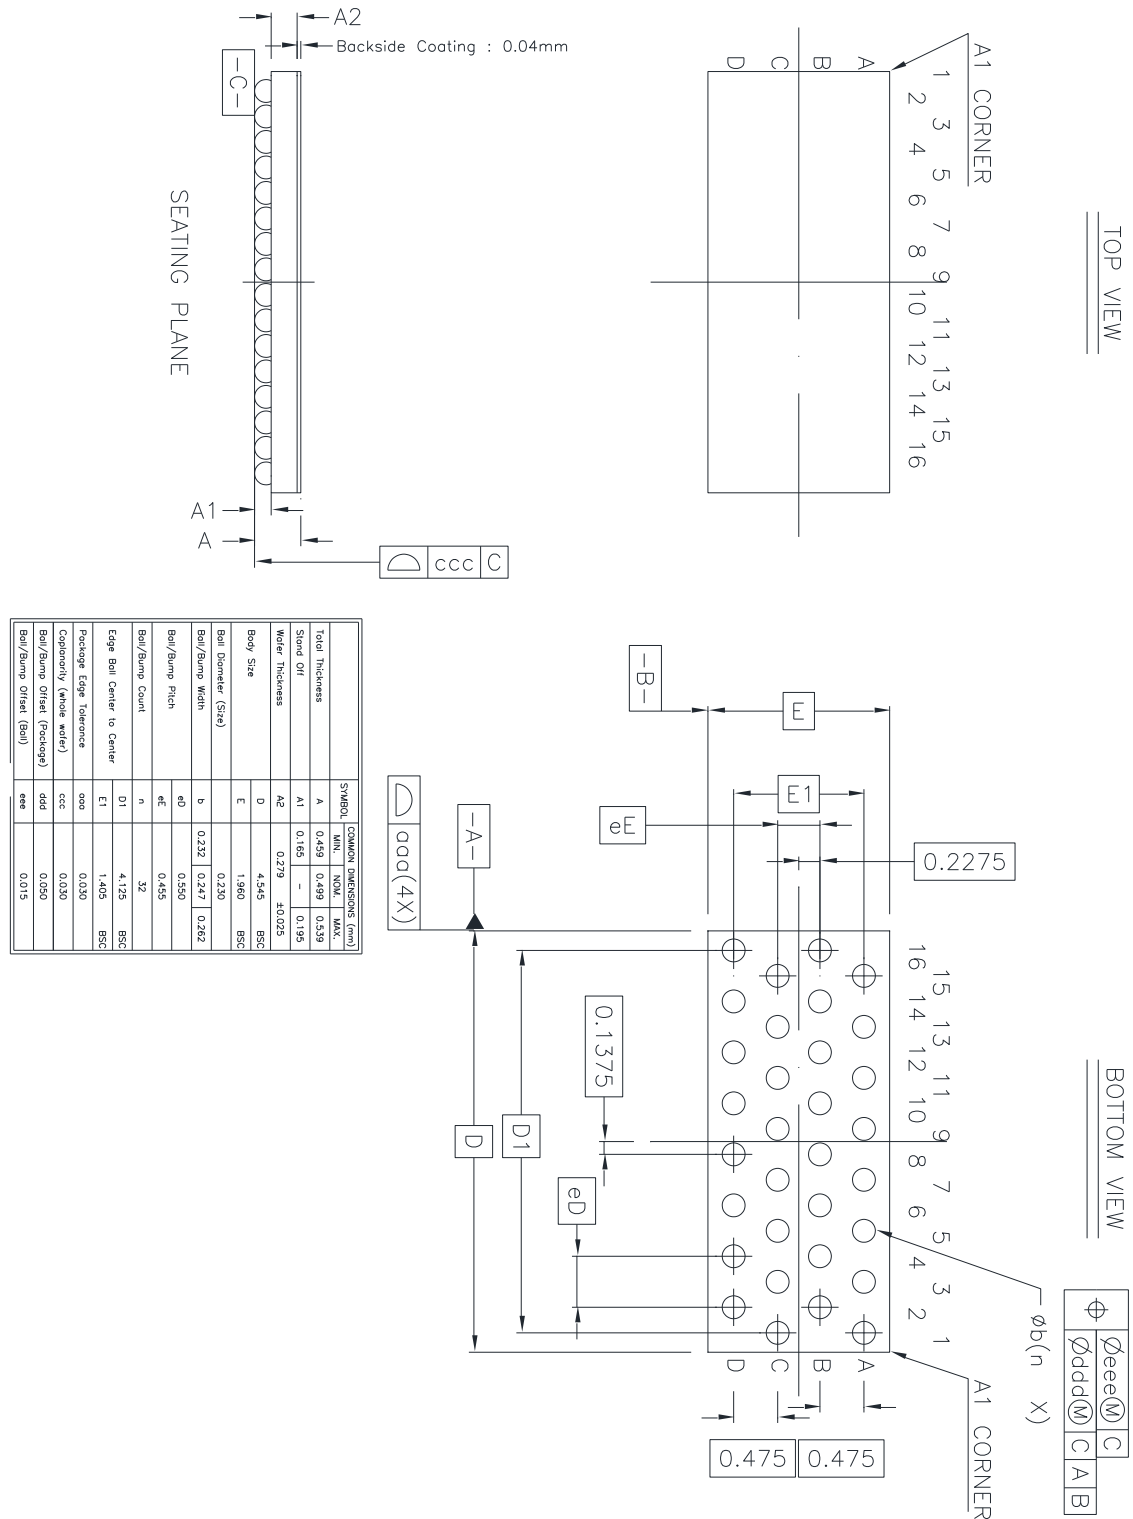 TOP VIEW
A1 CORNER
1
2
3
4
5
6
7
8
9
10
11
12
13
14
15
16
A
B
C
D
A2
Backside Coating : 0.04mm
-C-
SEATING PLANE
A1
A
ccc C
BOTTOM VIEW
Øeee Ⓜ C
Øddd Ⓜ C A B
øb(n X)
A1 CORNER
16
15
14
13
12
11
10
9
8
7
6
5
4
3
2
1
A
B
C
D
-B-
E
E1
eE
0.2275
-A-
aaa(4X)
0.1375
D1
D
eD
0.475
0.475
SYMBOL COMMON DIMENSIONS (mm)
MIN. NOM. MAX.
Total Thickness A 0.459 0.499 0.539
Stand Off A1 0.165 - 0.195
Wafer Thickness A2 0.279 ±0.025
Body Size D 4.545 BSC
E 1.960 BSC
Ball Diameter (Size) 0.230
Ball/Bump Width b 0.232 0.247 0.262
Ball/Bump Pitch eD 0.550
eE 0.455
Ball/Bump Count n 32
Edge Ball Center to Center D1 4.125 BSC
E1 1.405 BSC
Package Edge Tolerance aaa 0.030
Coplanarity (whole wafer) ccc 0.030
Ball/Bump Offset (Package) ddd 0.050
Ball/Bump Offset (Ball) eee 0.015